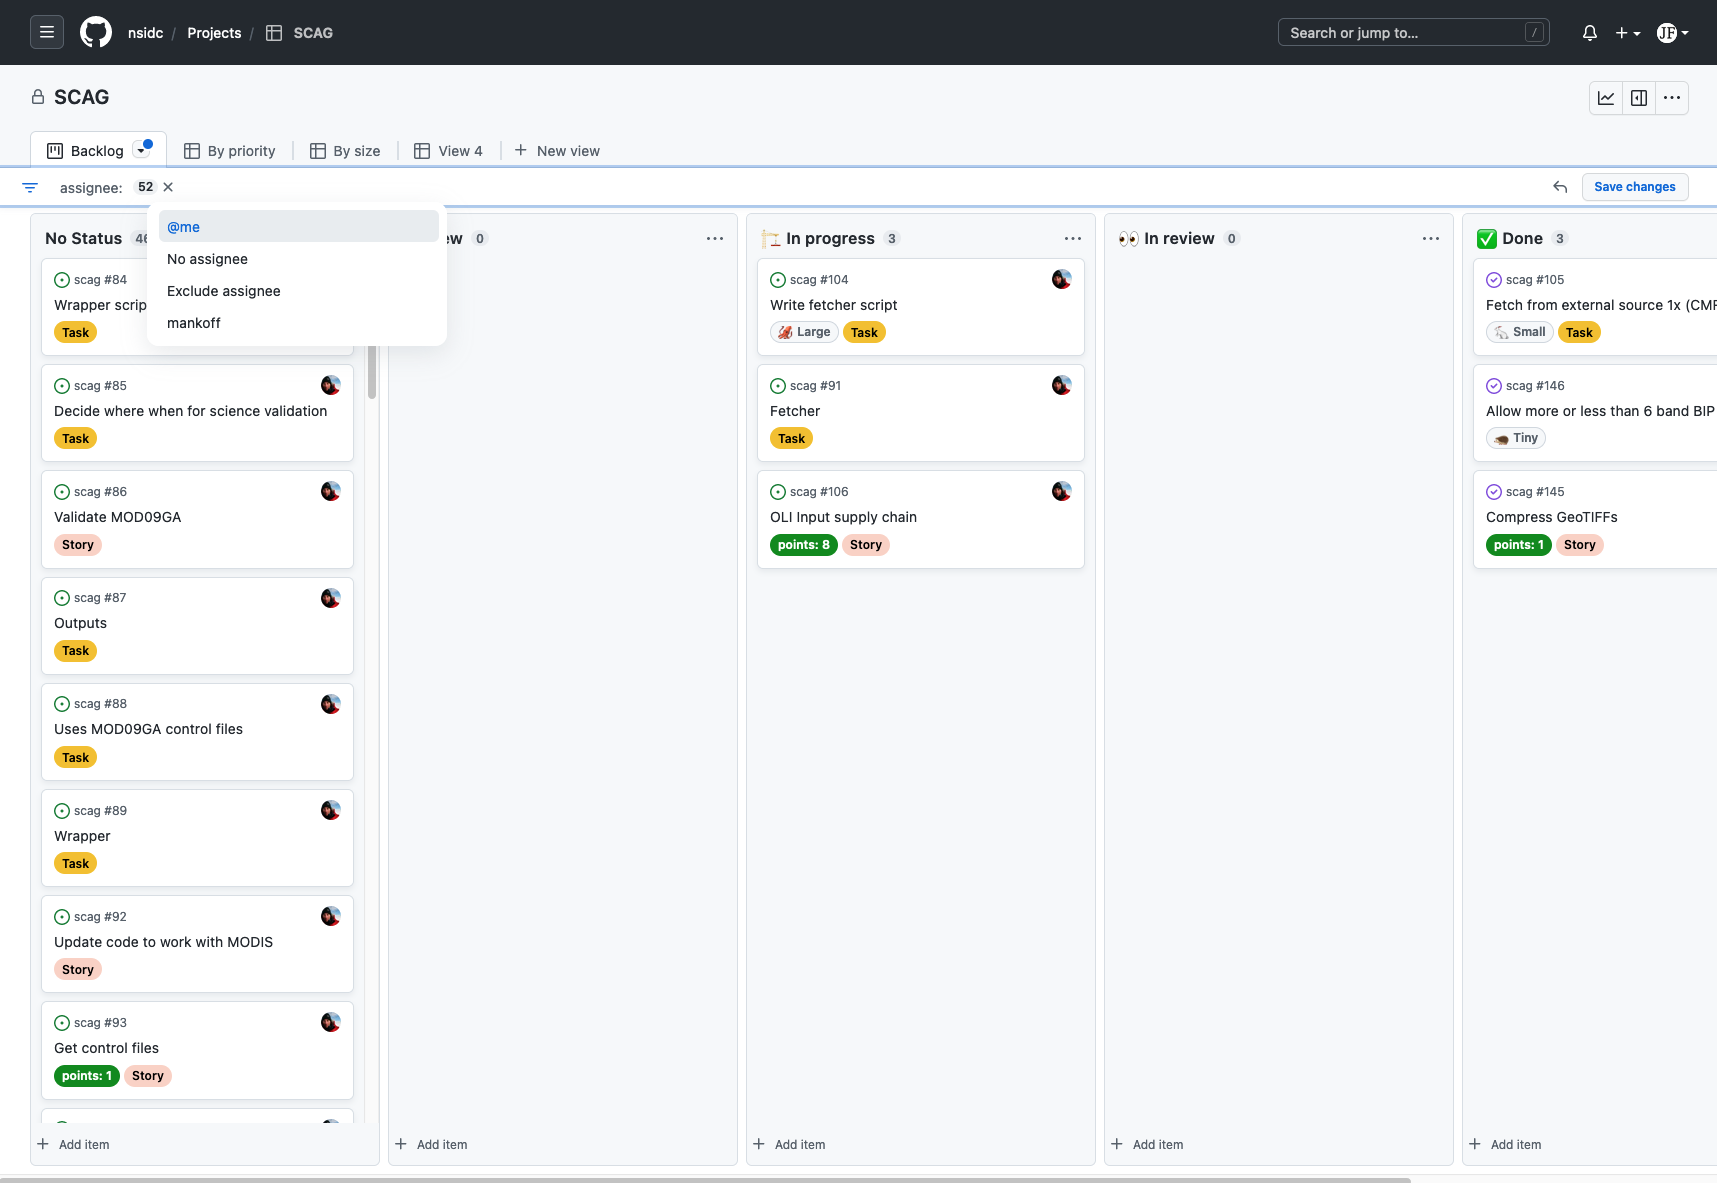 nsidc / Projects / SCAG
Search or jump to... /
JF
SCAG
Backlog
By priority
By size
View 4
New view
assignee: 52
Save changes
@me
No assignee
Exclude assignee
mankoff
No Status
scag #84
Wrapper scrip
Task
scag #85
Decide where when for science validation
Task
scag #86
Validate MOD09GA
Story
scag #87
Outputs
Task
scag #88
Uses MOD09GA control files
Task
scag #89
Wrapper
Task
scag #92
Update code to work with MODIS
Story
scag #93
Get control files
points: 1 Story
Add item
ew 0
Add item
In progress 3
scag #104
Write fetcher script
Large Task
scag #91
Fetcher
Task
scag #106
OLI Input supply chain
points: 8 Story
Add item
In review 0
Add item
Done 3
scag #105
Fetch from external source 1x (CMR
Small Task
scag #146
Allow more or less than 6 band BIP
Tiny
scag #145
Compress GeoTIFFs
points: 1 Story
Add item